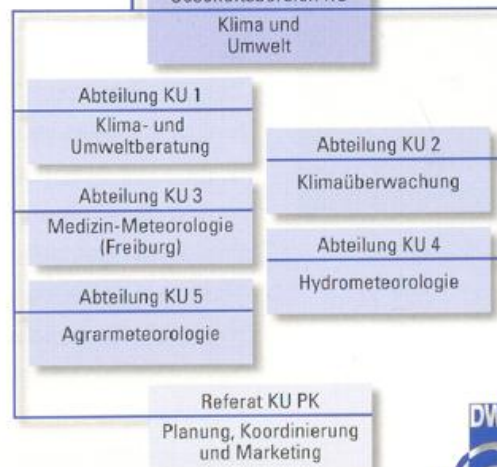 Klima und
Umwelt
Abteilung KU 1
Klima- und
Umweltberatung
Abteilung KU 2
Klimaüberwachung
Abteilung KU 3
Medizin-Meteorologie
(Freiburg)
Abteilung KU 4
Hydrometeorologie
Abteilung KU 5
Agrarmeteorologie
Referat KU PK
Planung, Koordinierung
und Marketing